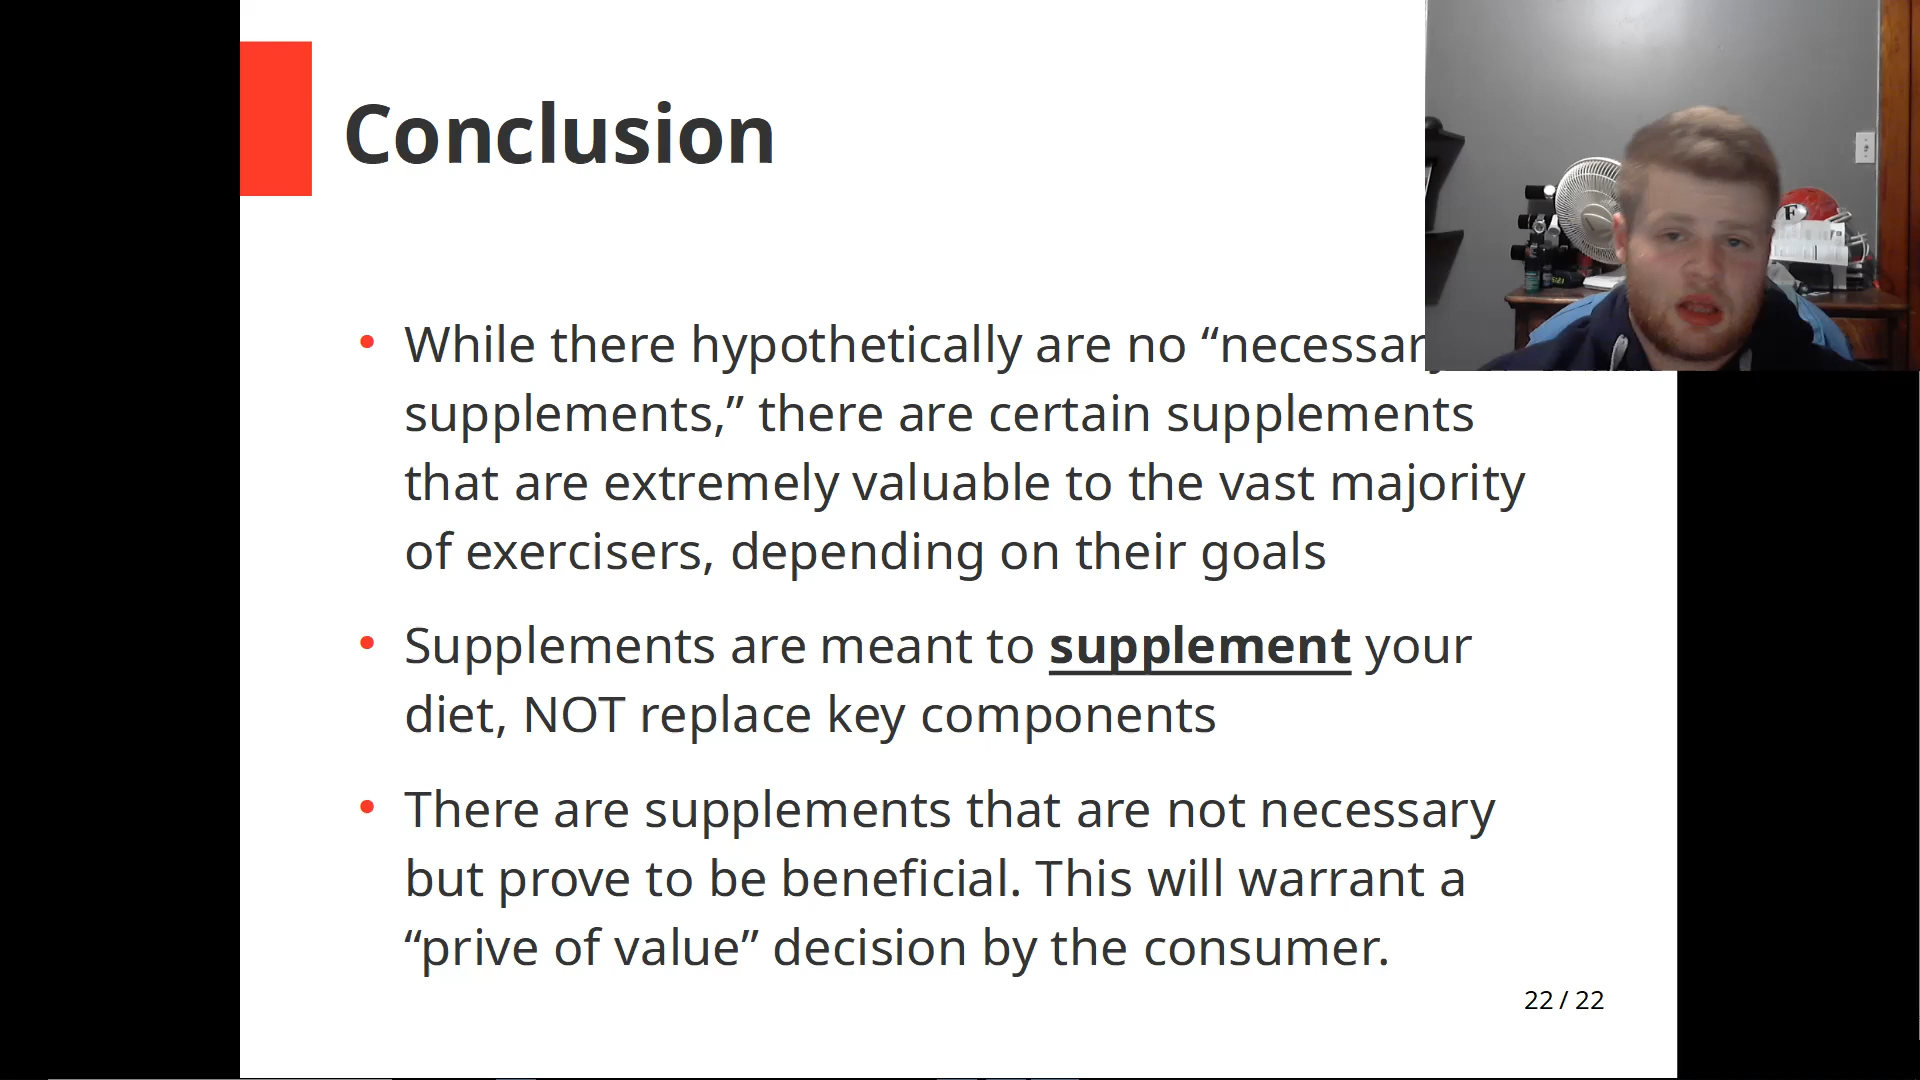 Conclusion
• While there hypothetically are no “necessary
supplements,” there are certain supplements
that are extremely valuable to the vast majority
of exercisers, depending on their goals
• Supplements are meant to supplement your
diet, NOT replace key components
• There are supplements that are not necessary
but prove to be beneficial. This will warrant a
“prive of value” decision by the consumer.
22 / 22
F